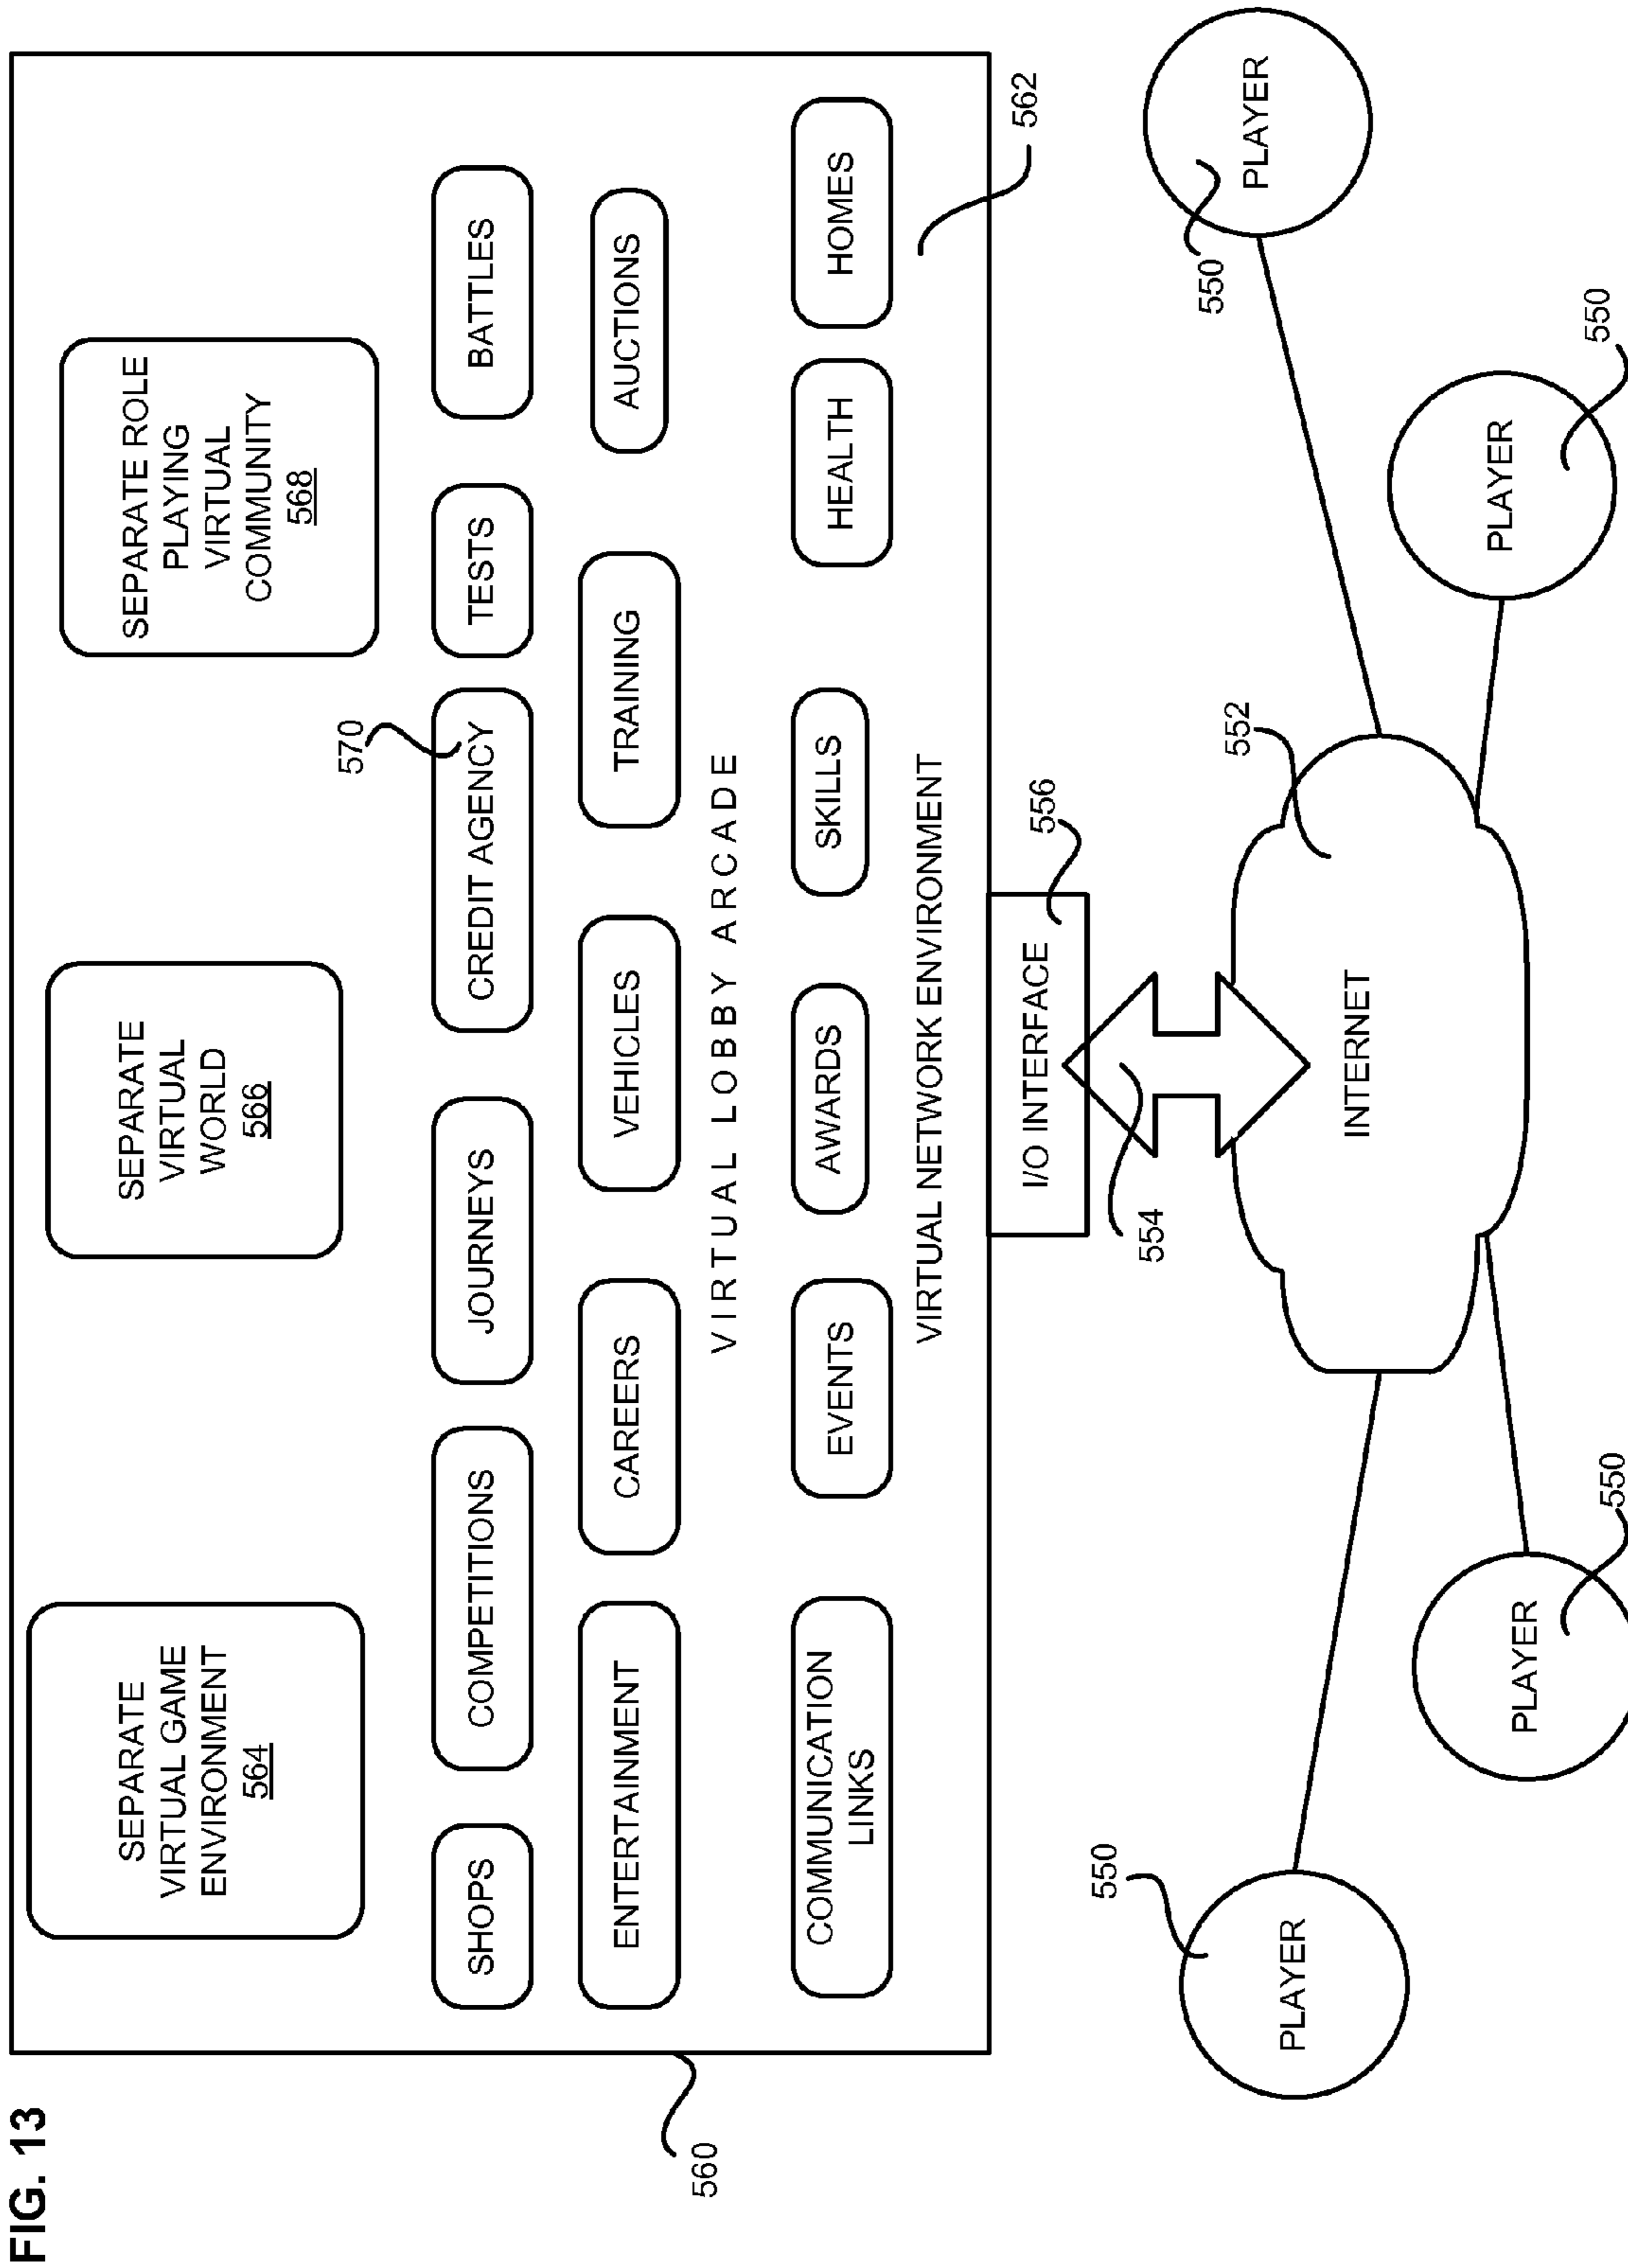 FIG. 13
SEPARATE
VIRTUAL GAME
ENVIRONMENT
564
SEPARATE
VIRTUAL
WORLD
566
SEPARATE ROLE
PLAYING
VIRTUAL
COMMUNITY
568
570
SHOPS
COMPETITIONS
JOURNEYS
CREDIT AGENCY
TESTS
BATTLES
ENTERTAINMENT
CAREERS
VEHICLES
TRAINING
AUCTIONS
560
VIRTUAL LOBBY ARCADE
COMMUNICATION
LINKS
EVENTS
AWARDS
SKILLS
HEALTH
HOMES
VIRTUAL NETWORK ENVIRONMENT
562
I/O INTERFACE
556
554
552
INTERNET
550
PLAYER
550
PLAYER
550
PLAYER
550
PLAYER